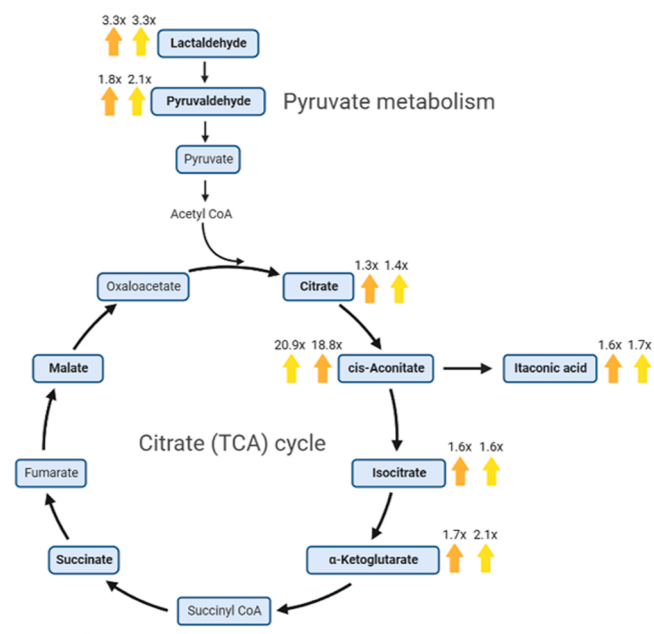 3.3x 3.3x
Lactaldehyde
1.8x 2.1x
Pyruvaldehyde
Pyruvate metabolism
Pyruvate
Acetyl CoA
Oxaloacetate
Citrate
1.3x 1.4x
Malate
20.9x 18.8x
cis-Aconitate
Itaconic acid
1.6x 1.7x
Citrate (TCA) cycle
Fumarate
Isocitrate
1.6x 1.6x
Succinate
α-Ketoglutarate
1.7x 2.1x
Succinyl CoA